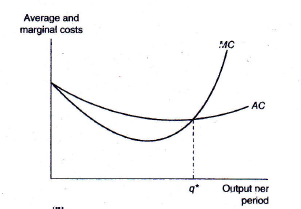 Average and
marginal costs
MC
AC
q*
Output per
period